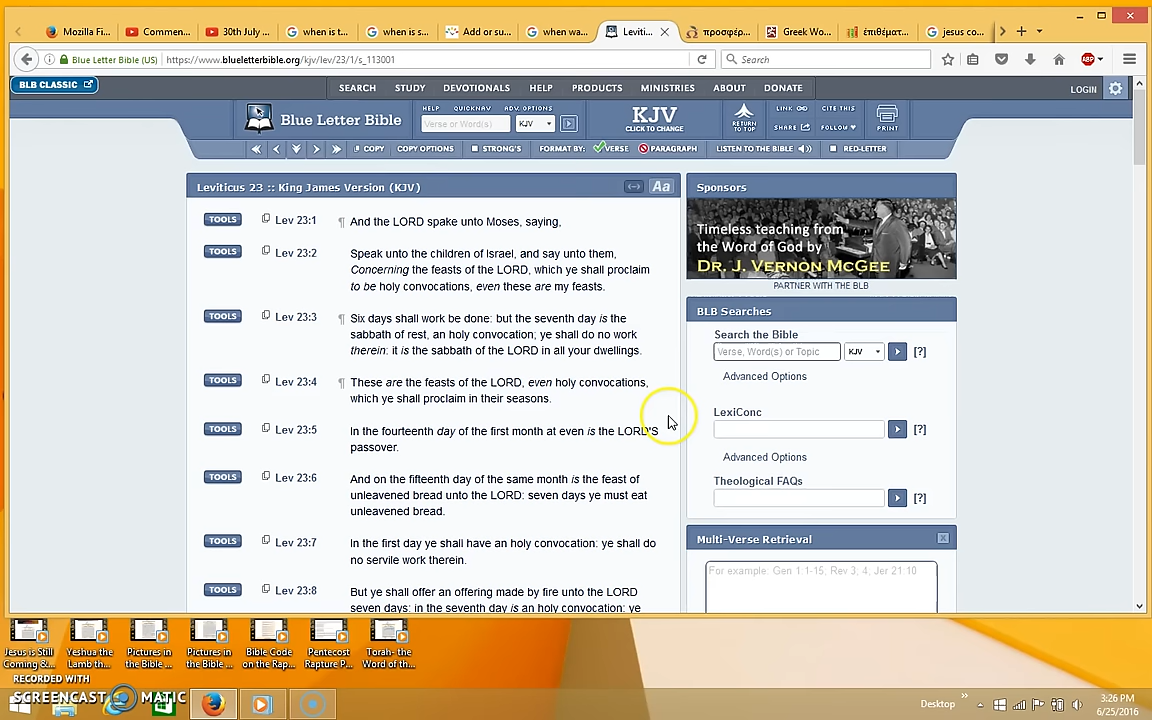 Mozilla Fi...
Commen...
30th July ...
when is t...
when is s...
Add or su...
when wa...
Leviti...
προσφέρ...
Greek Wo...
ἐπιθέματ...
jesus co...
Blue Letter Bible (US)
https://www.blueletterbible.org/kjv/lev/23/1/s_113001
Search
ABP
BLB CLASSIC
SEARCH STUDY DEVOTIONALS HELP PRODUCTS MINISTRIES ABOUT DONATE
LOGIN
Blue Letter Bible
HELP QUICKNAV ADV. OPTIONS
Verse or Word(s) KJV
KJV
CLICK TO CHANGE
RETURN TO TOP
LINK CITE THIS
SHARE FOLLOW
PRINT
COPY COPY OPTIONS STRONG'S FORMAT BY: VERSE PARAGRAPH LISTEN TO THE BIBLE RED-LETTER
Leviticus 23 :: King James Version (KJV)
Aa
TOOLS Lev 23:1 ¶ And the LORD spake unto Moses, saying,
TOOLS Lev 23:2 Speak unto the children of Israel, and say unto them,
Concerning the feasts of the LORD, which ye shall proclaim
to be holy convocations, even these are my feasts.
TOOLS Lev 23:3 ¶ Six days shall work be done: but the seventh day is the
sabbath of rest, an holy convocation; ye shall do no work
therein: it is the sabbath of the LORD in all your dwellings.
TOOLS Lev 23:4 ¶ These are the feasts of the LORD, even holy convocations,
which ye shall proclaim in their seasons.
TOOLS Lev 23:5 In the fourteenth day of the first month at even is the LORD'S
passover.
TOOLS Lev 23:6 And on the fifteenth day of the same month is the feast of
unleavened bread unto the LORD: seven days ye must eat
unleavened bread.
TOOLS Lev 23:7 In the first day ye shall have an holy convocation: ye shall do
no servile work therein.
TOOLS Lev 23:8 But ye shall offer an offering made by fire unto the LORD
seven days: in the seventh day is an holy convocation: ye
Sponsors
Timeless teaching from
the Word of God by
DR. J. VERNON MCGEE
PARTNER WITH THE BLB
BLB Searches
Search the Bible
Verse, Word(s) or Topic KJV [?]
Advanced Options
LexiConc
[?]
Advanced Options
Theological FAQs
[?]
Multi-Verse Retrieval
For example: Gen 1:1-15, Rev 3, 4, Jer 21:10
Jesus is Still Coming &...
Yeshua the Lamb th...
Pictures in the Bible ...
Pictures in the Bible ...
Bible Code on the Rap...
Pentecost Rapture P...
Torah- the Word of th...
RECORDED WITH
SCREENCAST MATIC
Desktop
3:26 PM
6/25/2016